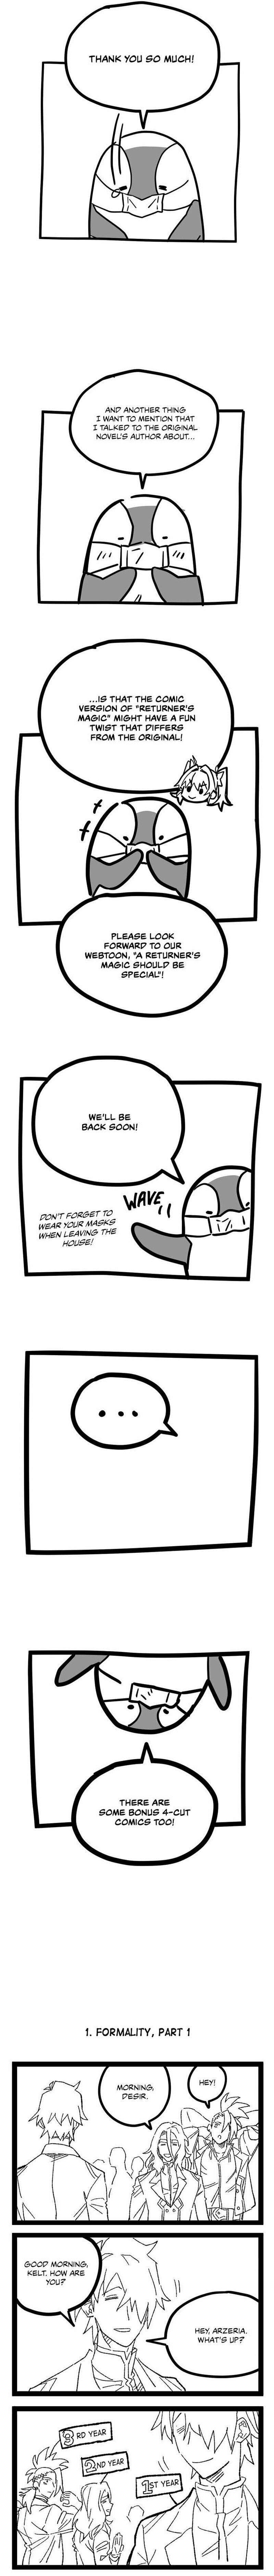 THANK YOU SO MUCH!
AND ANOTHER THING
I WANT TO MENTION THAT
I TALKED TO THE ORIGINAL
NOVEL'S AUTHOR ABOUT...
...IS THAT THE COMIC
VERSION OF "RETURNER'S
MAGIC" MIGHT HAVE A FUN
TWIST THAT DIFFERS
FROM THE ORIGINAL!
PLEASE LOOK
FORWARD TO OUR
WEBTOON, "A RETURNER'S
MAGIC SHOULD BE
SPECIAL"!
WE'LL BE
BACK SOON!
WAVE
DON'T FORGET TO
WEAR YOUR MASKS
WHEN LEAVING THE
HOUSE!
...
THERE ARE
SOME BONUS 4-CUT
COMICS TOO!
1. FORMALITY, PART 1
MORNING,
DESIR.
HEY!
GOOD MORNING,
KELT. HOW ARE
YOU?
HEY, ARZERIA.
WHAT'S UP?
3RD YEAR
2ND YEAR
1ST YEAR